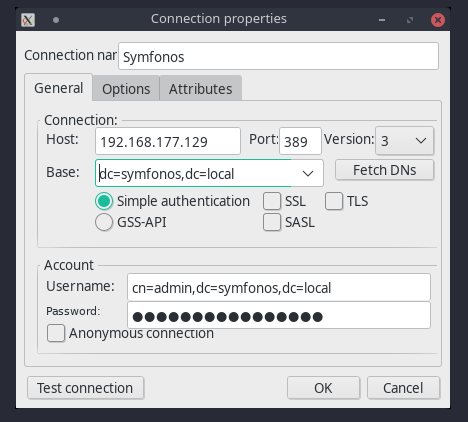 Connection properties
Connection nar Symfonos
General Options Attributes
Connection:
Host: 192.168.177.129 Port: 389 Version: 3
Base: dc=symfonos,dc=local Fetch DNs
Simple authentication SSL TLS
GSS-API SASL
Account
Username: cn=admin,dc=symfonos,dc=local
Password: ●●●●●●●●●●●●●●●●
Anonymous connection
Test connection OK Cancel